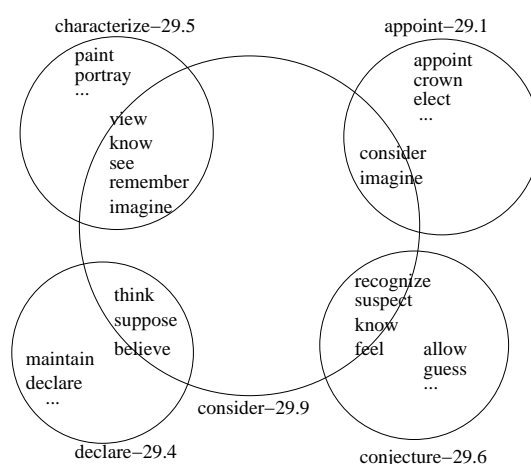 characterize−29.5
paint
portray
...
view
know
see
remember
imagine
appoint−29.1
appoint
crown
elect
...
consider
imagine
think
suppose
believe
maintain
declare
...
declare−29.4
consider−29.9
recognize
suspect
know
feel
allow
guess
...
conjecture−29.6